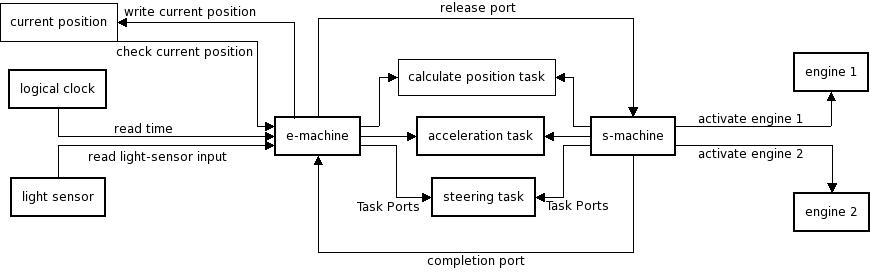 release port
write current position
current position
check current position
calculate position task
engine 1
logical clock
activate engine 1
read time
e-machine
acceleration task
s-machine
read light-sensor input
activate engine 2
light sensor
steering task
Task Ports
Task Ports
engine 2
completion port